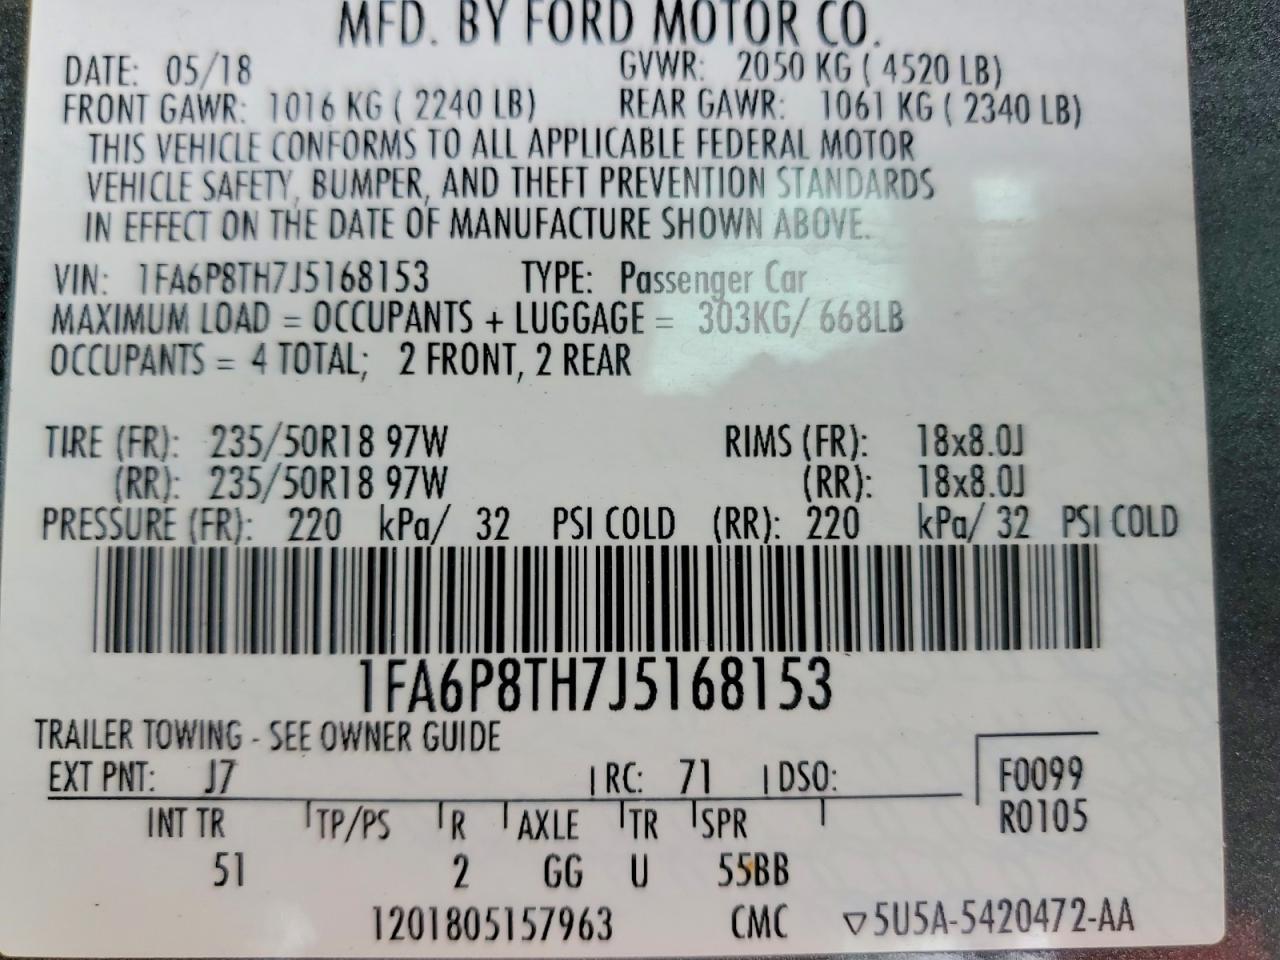 MFD. BY FORD MOTOR CO.
DATE: 05/18 GVWR: 2050 KG ( 4520 LB)
FRONT GAWR: 1016 KG ( 2240 LB) REAR GAWR: 1061 KG ( 2340 LB)
THIS VEHICLE CONFORMS TO ALL APPLICABLE FEDERAL MOTOR
VEHICLE SAFETY, BUMPER, AND THEFT PREVENTION STANDARDS
IN EFFECT ON THE DATE OF MANUFACTURE SHOWN ABOVE.
VIN: 1FA6P8TH7J5168153 TYPE: Passenger Car
MAXIMUM LOAD = OCCUPANTS + LUGGAGE = 303KG/ 668LB
OCCUPANTS = 4 TOTAL; 2 FRONT, 2 REAR
TIRE (FR): 235/50R18 97W RIMS (FR): 18x8.0J
(RR): 235/50R18 97W (RR): 18x8.0J
PRESSURE (FR): 220 kPa/ 32 PSI COLD (RR): 220 kPa/ 32 PSI COLD
1FA6P8TH7J5168153
TRAILER TOWING - SEE OWNER GUIDE
EXT PNT: J7 RC: 71 DSO: F0099
R0105
INT TR TP/PS R AXLE TR SPR
51 2 GG U 55BB
1201805157963 CMC ▽5U5A-5420472-AA